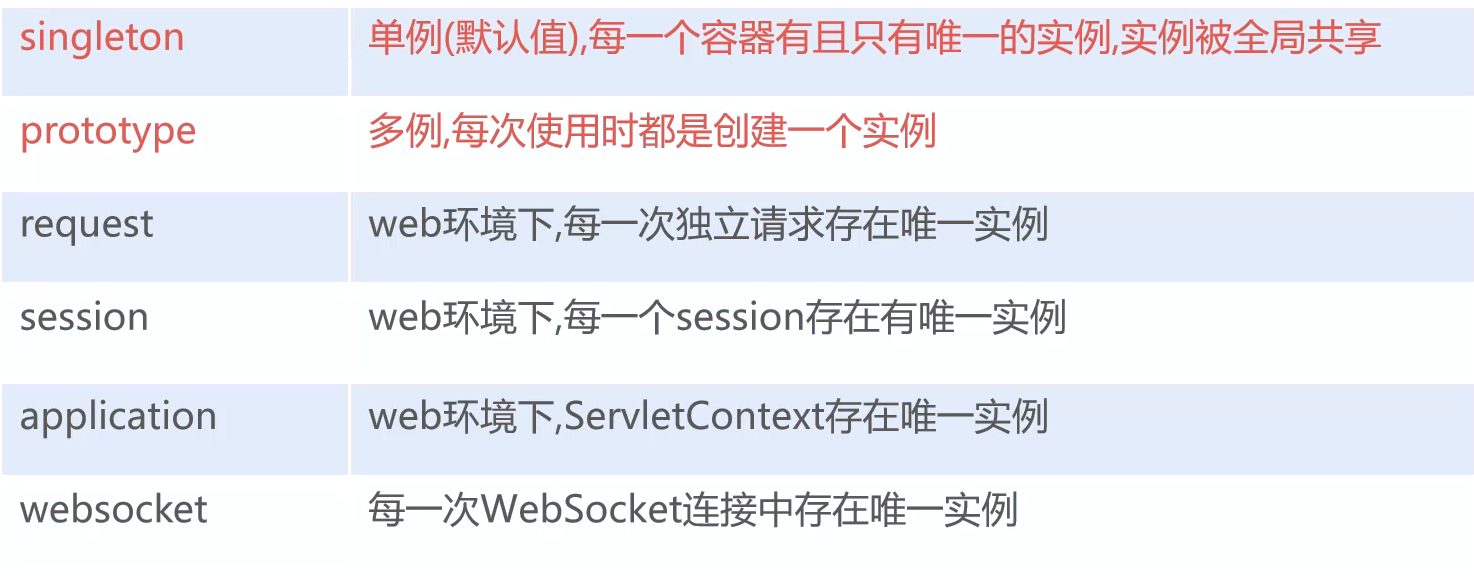 singleton 单例(默认值),每一个容器有且只有唯一的实例,实例被全局共享
prototype 多例,每次使用时都是创建一个实例
request web环境下,每一次独立请求存在唯一实例
session web环境下,每一个session存在有唯一实例
application web环境下,ServletContext存在唯一实例
websocket 每一次WebSocket连接中存在唯一实例